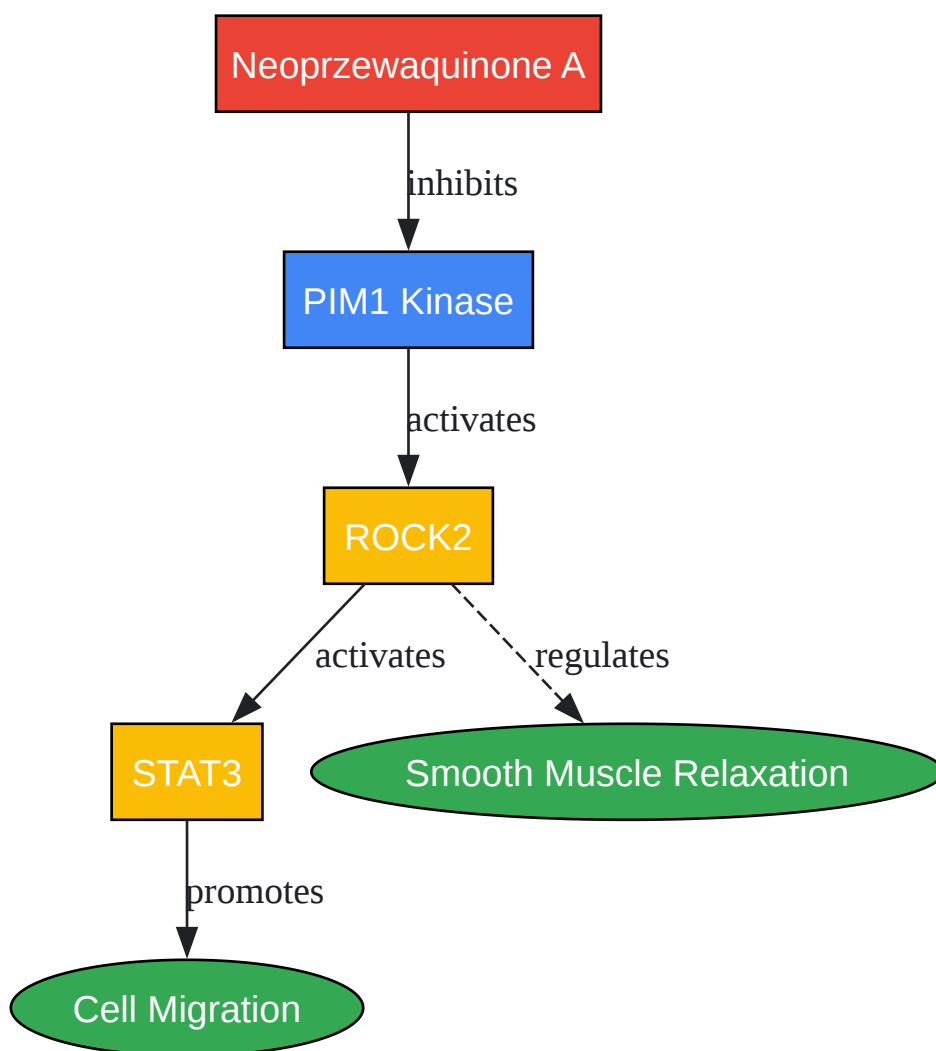 Neoprzewaquinone A
inhibits
PIM1 Kinase
activates
ROCK2
activates
regulates
STAT3
Smooth Muscle Relaxation
promotes
Cell Migration